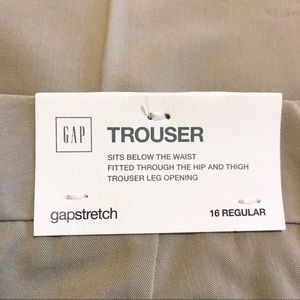 GAP
TROUSER
SITS BELOW THE WAIST
FITTED THROUGH THE HIP AND THIGH
TROUSER LEG OPENING
gapstretch
16 REGULAR